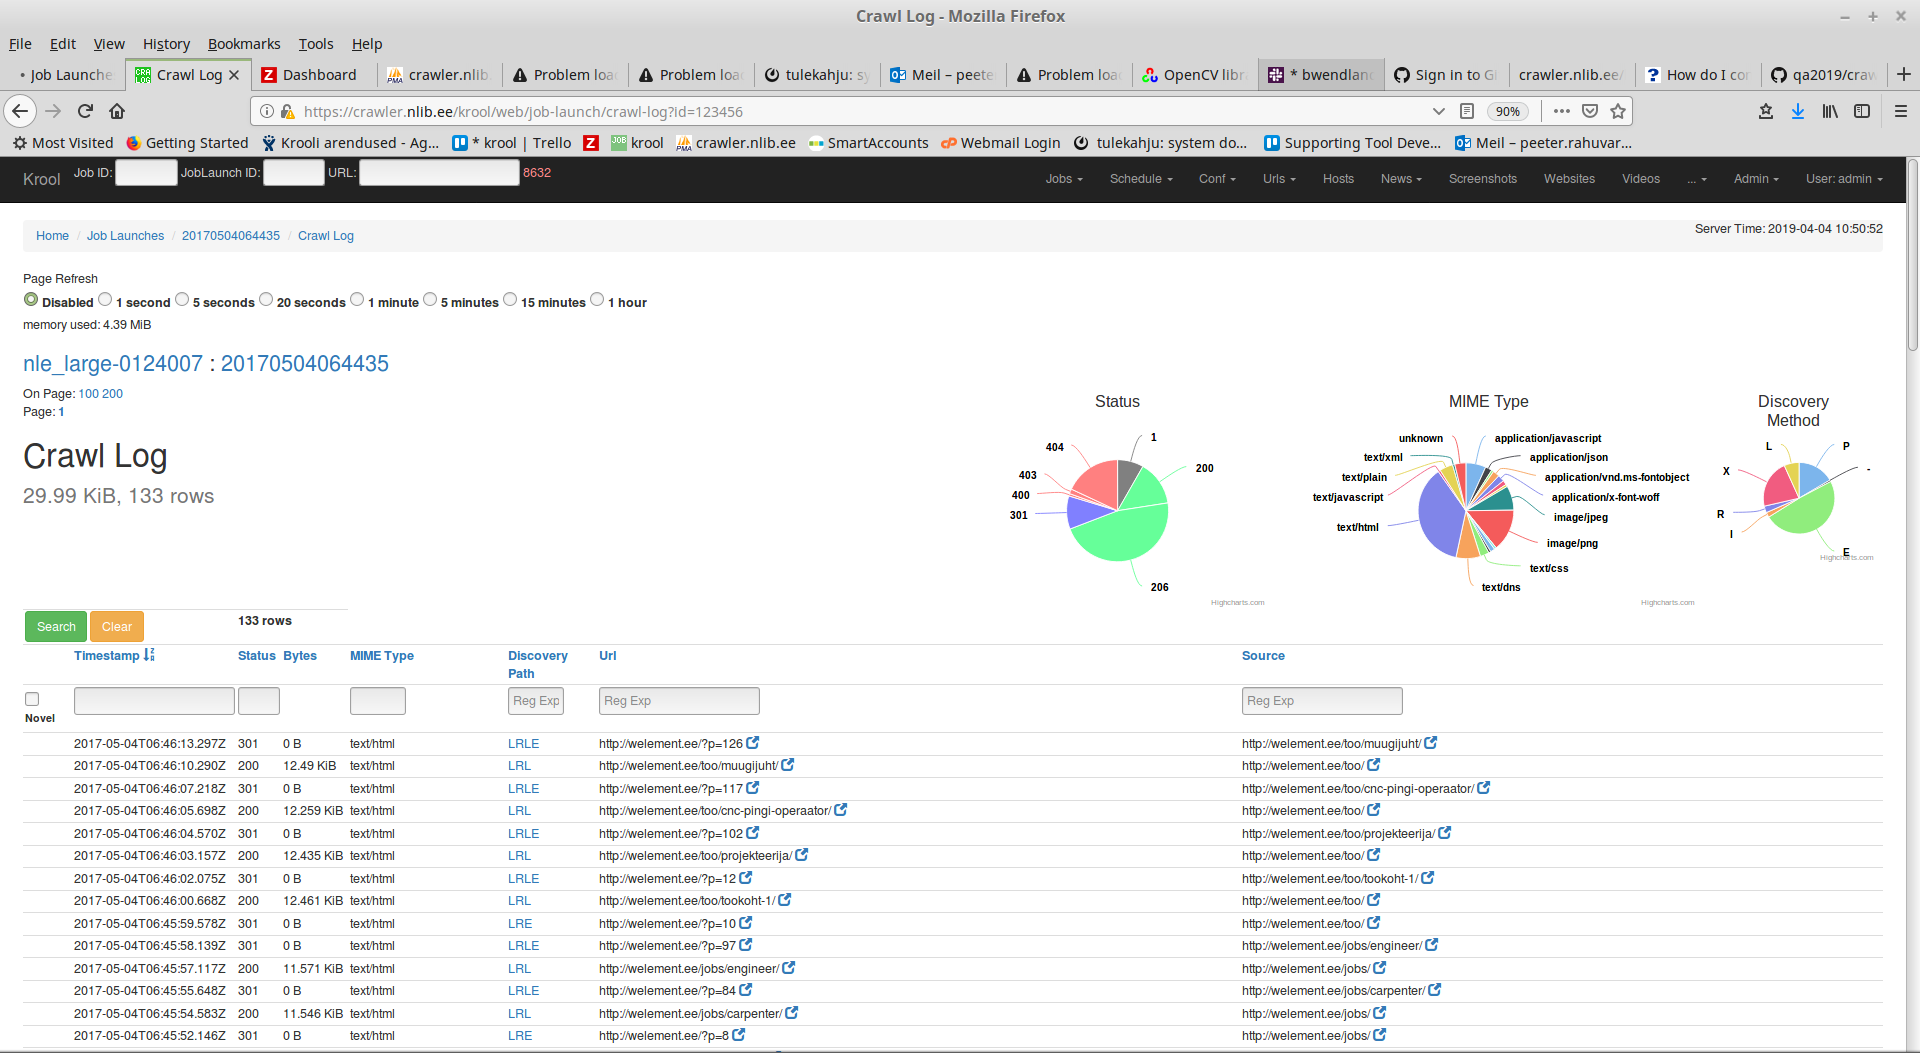 Crawl Log - Mozilla Firefox
File Edit View History Bookmarks Tools Help
Job Launche Crawl Log Dashboard crawler.nlib. Problem loa Problem loa tulekahju: sy Meil – peete Problem loa OpenCV libr * bwendlan Sign in to G crawler.nlib.ee/ How do I co qa2019/craw
https://crawler.nlib.ee/krool/web/job-launch/crawl-log?id=123456 90%
Most Visited Getting Started Krooli arendused - Ag... * krool | Trello krool crawler.nlib.ee SmartAccounts Webmail Login tulekahju: system do... Supporting Tool Deve... Meil – peeter.rahuvar...
Krool Job ID: JobLaunch ID: URL: 8632 Jobs Schedule Conf Urls Hosts News Screenshots Websites Videos ... Admin User: admin
Home / Job Launches / 20170504064435 / Crawl Log
Server Time: 2019-04-04 10:50:52
Page Refresh
Disabled 1 second 5 seconds 20 seconds 1 minute 5 minutes 15 minutes 1 hour
memory used: 4.39 MiB
nle_large-0124007 : 20170504064435
On Page: 100 200
Page: 1
Crawl Log
29.99 KiB, 133 rows
Status
1
200
206
301
400
403
404
Highcharts.com
MIME Type
unknown
text/xml
text/plain
text/javascript
text/html
application/javascript
application/json
application/vnd.ms-fontobject
application/x-font-woff
image/jpeg
image/png
text/css
text/dns
Highcharts.com
Discovery
Method
L
X
R
I
P
-
E
Highcharts.com
Search Clear 133 rows
Timestamp Status Bytes MIME Type Discovery Path Url Source
Novel Reg Exp Reg Exp Reg Exp
2017-05-04T06:46:13.297Z 301 0 B text/html LRLE http://welement.ee/?p=126 http://welement.ee/too/muugijuht/
2017-05-04T06:46:10.290Z 200 12.49 KiB text/html LRL http://welement.ee/too/muugijuht/ http://welement.ee/too/
2017-05-04T06:46:07.218Z 301 0 B text/html LRLE http://welement.ee/?p=117 http://welement.ee/too/cnc-pingi-operaator/
2017-05-04T06:46:05.698Z 200 12.259 KiB text/html LRL http://welement.ee/too/cnc-pingi-operaator/ http://welement.ee/too/
2017-05-04T06:46:04.570Z 301 0 B text/html LRLE http://welement.ee/?p=102 http://welement.ee/too/projekteerija/
2017-05-04T06:46:03.157Z 200 12.435 KiB text/html LRL http://welement.ee/too/projekteerija/ http://welement.ee/too/
2017-05-04T06:46:02.075Z 301 0 B text/html LRLE http://welement.ee/?p=12 http://welement.ee/too/tookoht-1/
2017-05-04T06:46:00.668Z 200 12.461 KiB text/html LRL http://welement.ee/too/tookoht-1/ http://welement.ee/too/
2017-05-04T06:45:59.578Z 301 0 B text/html LRE http://welement.ee/?p=10 http://welement.ee/too/
2017-05-04T06:45:58.139Z 301 0 B text/html LRLE http://welement.ee/?p=97 http://welement.ee/jobs/engineer/
2017-05-04T06:45:57.117Z 200 11.571 KiB text/html LRL http://welement.ee/jobs/engineer/ http://welement.ee/jobs/
2017-05-04T06:45:55.648Z 301 0 B text/html LRLE http://welement.ee/?p=84 http://welement.ee/jobs/carpenter/
2017-05-04T06:45:54.583Z 200 11.546 KiB text/html LRL http://welement.ee/jobs/carpenter/ http://welement.ee/jobs/
2017-05-04T06:45:52.146Z 301 0 B text/html LRE http://welement.ee/?p=8 http://welement.ee/jobs/